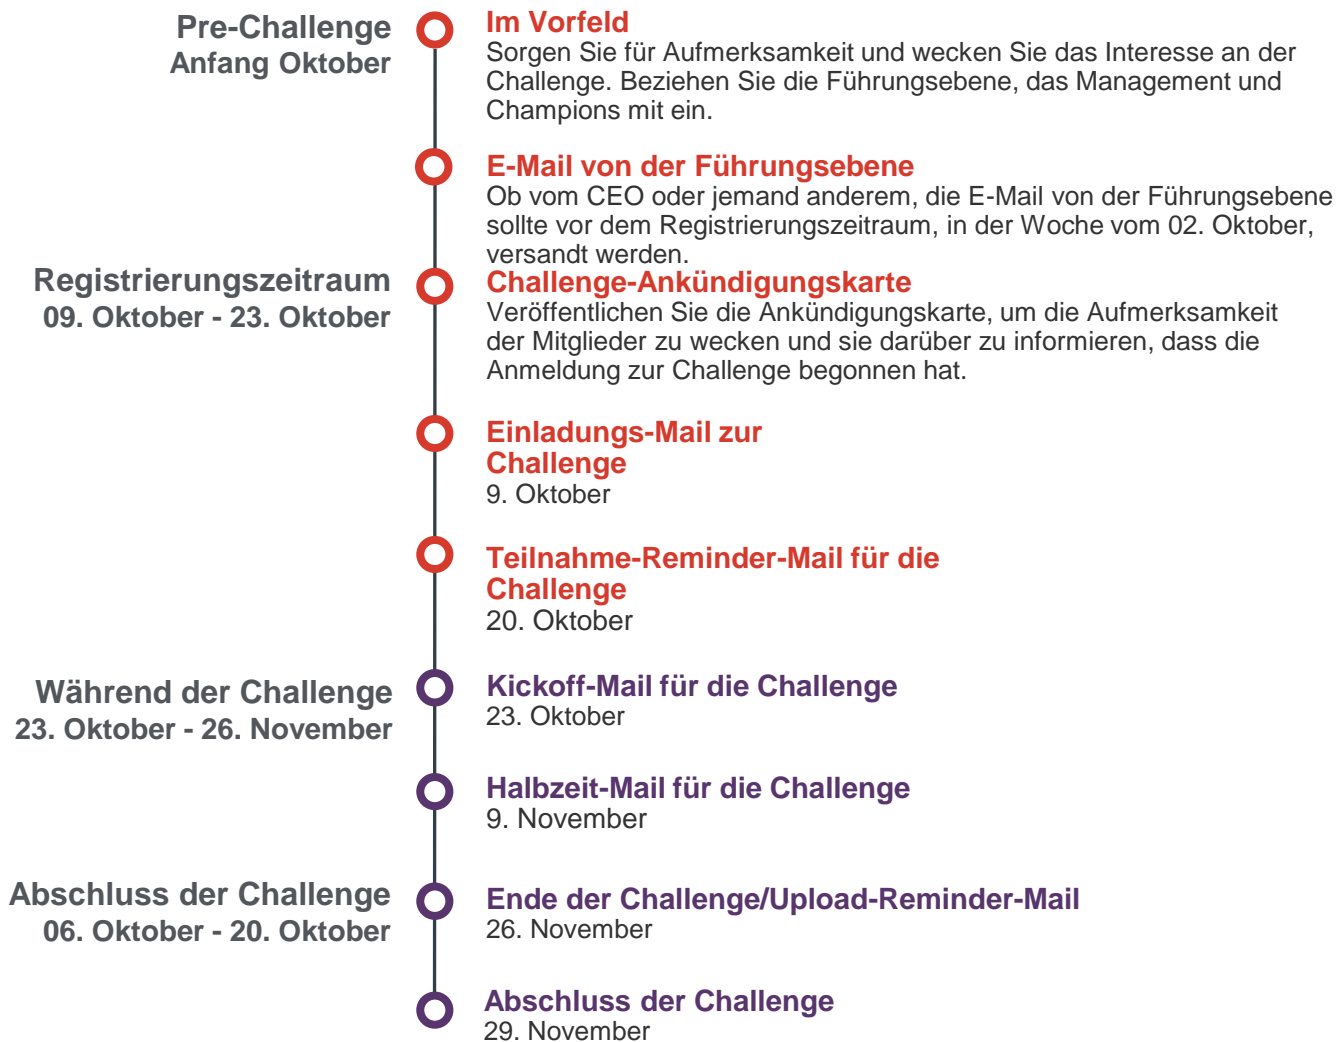 Pre-Challenge
Anfang Oktober
Im Vorfeld
Sorgen Sie für Aufmerksamkeit und wecken Sie das Interesse an der
Challenge. Beziehen Sie die Führungsebene, das Management und
Champions mit ein.
E-Mail von der Führungsebene
Ob vom CEO oder jemand anderem, die E-Mail von der Führungsebene
sollte vor dem Registrierungszeitraum, in der Woche vom 02. Oktober,
versandt werden.
Registrierungszeitraum
09. Oktober - 23. Oktober
Challenge-Ankündigungskarte
Veröffentlichen Sie die Ankündigungskarte, um die Aufmerksamkeit
der Mitglieder zu wecken und sie darüber zu informieren, dass die
Anmeldung zur Challenge begonnen hat.
Einladungs-Mail zur
Challenge
9. Oktober
Teilnahme-Reminder-Mail für die
Challenge
20. Oktober
Während der Challenge
23. Oktober - 26. November
Kickoff-Mail für die Challenge
23. Oktober
Halbzeit-Mail für die Challenge
9. November
Abschluss der Challenge
06. Oktober - 20. Oktober
Ende der Challenge/Upload-Reminder-Mail
26. November
Abschluss der Challenge
29. November